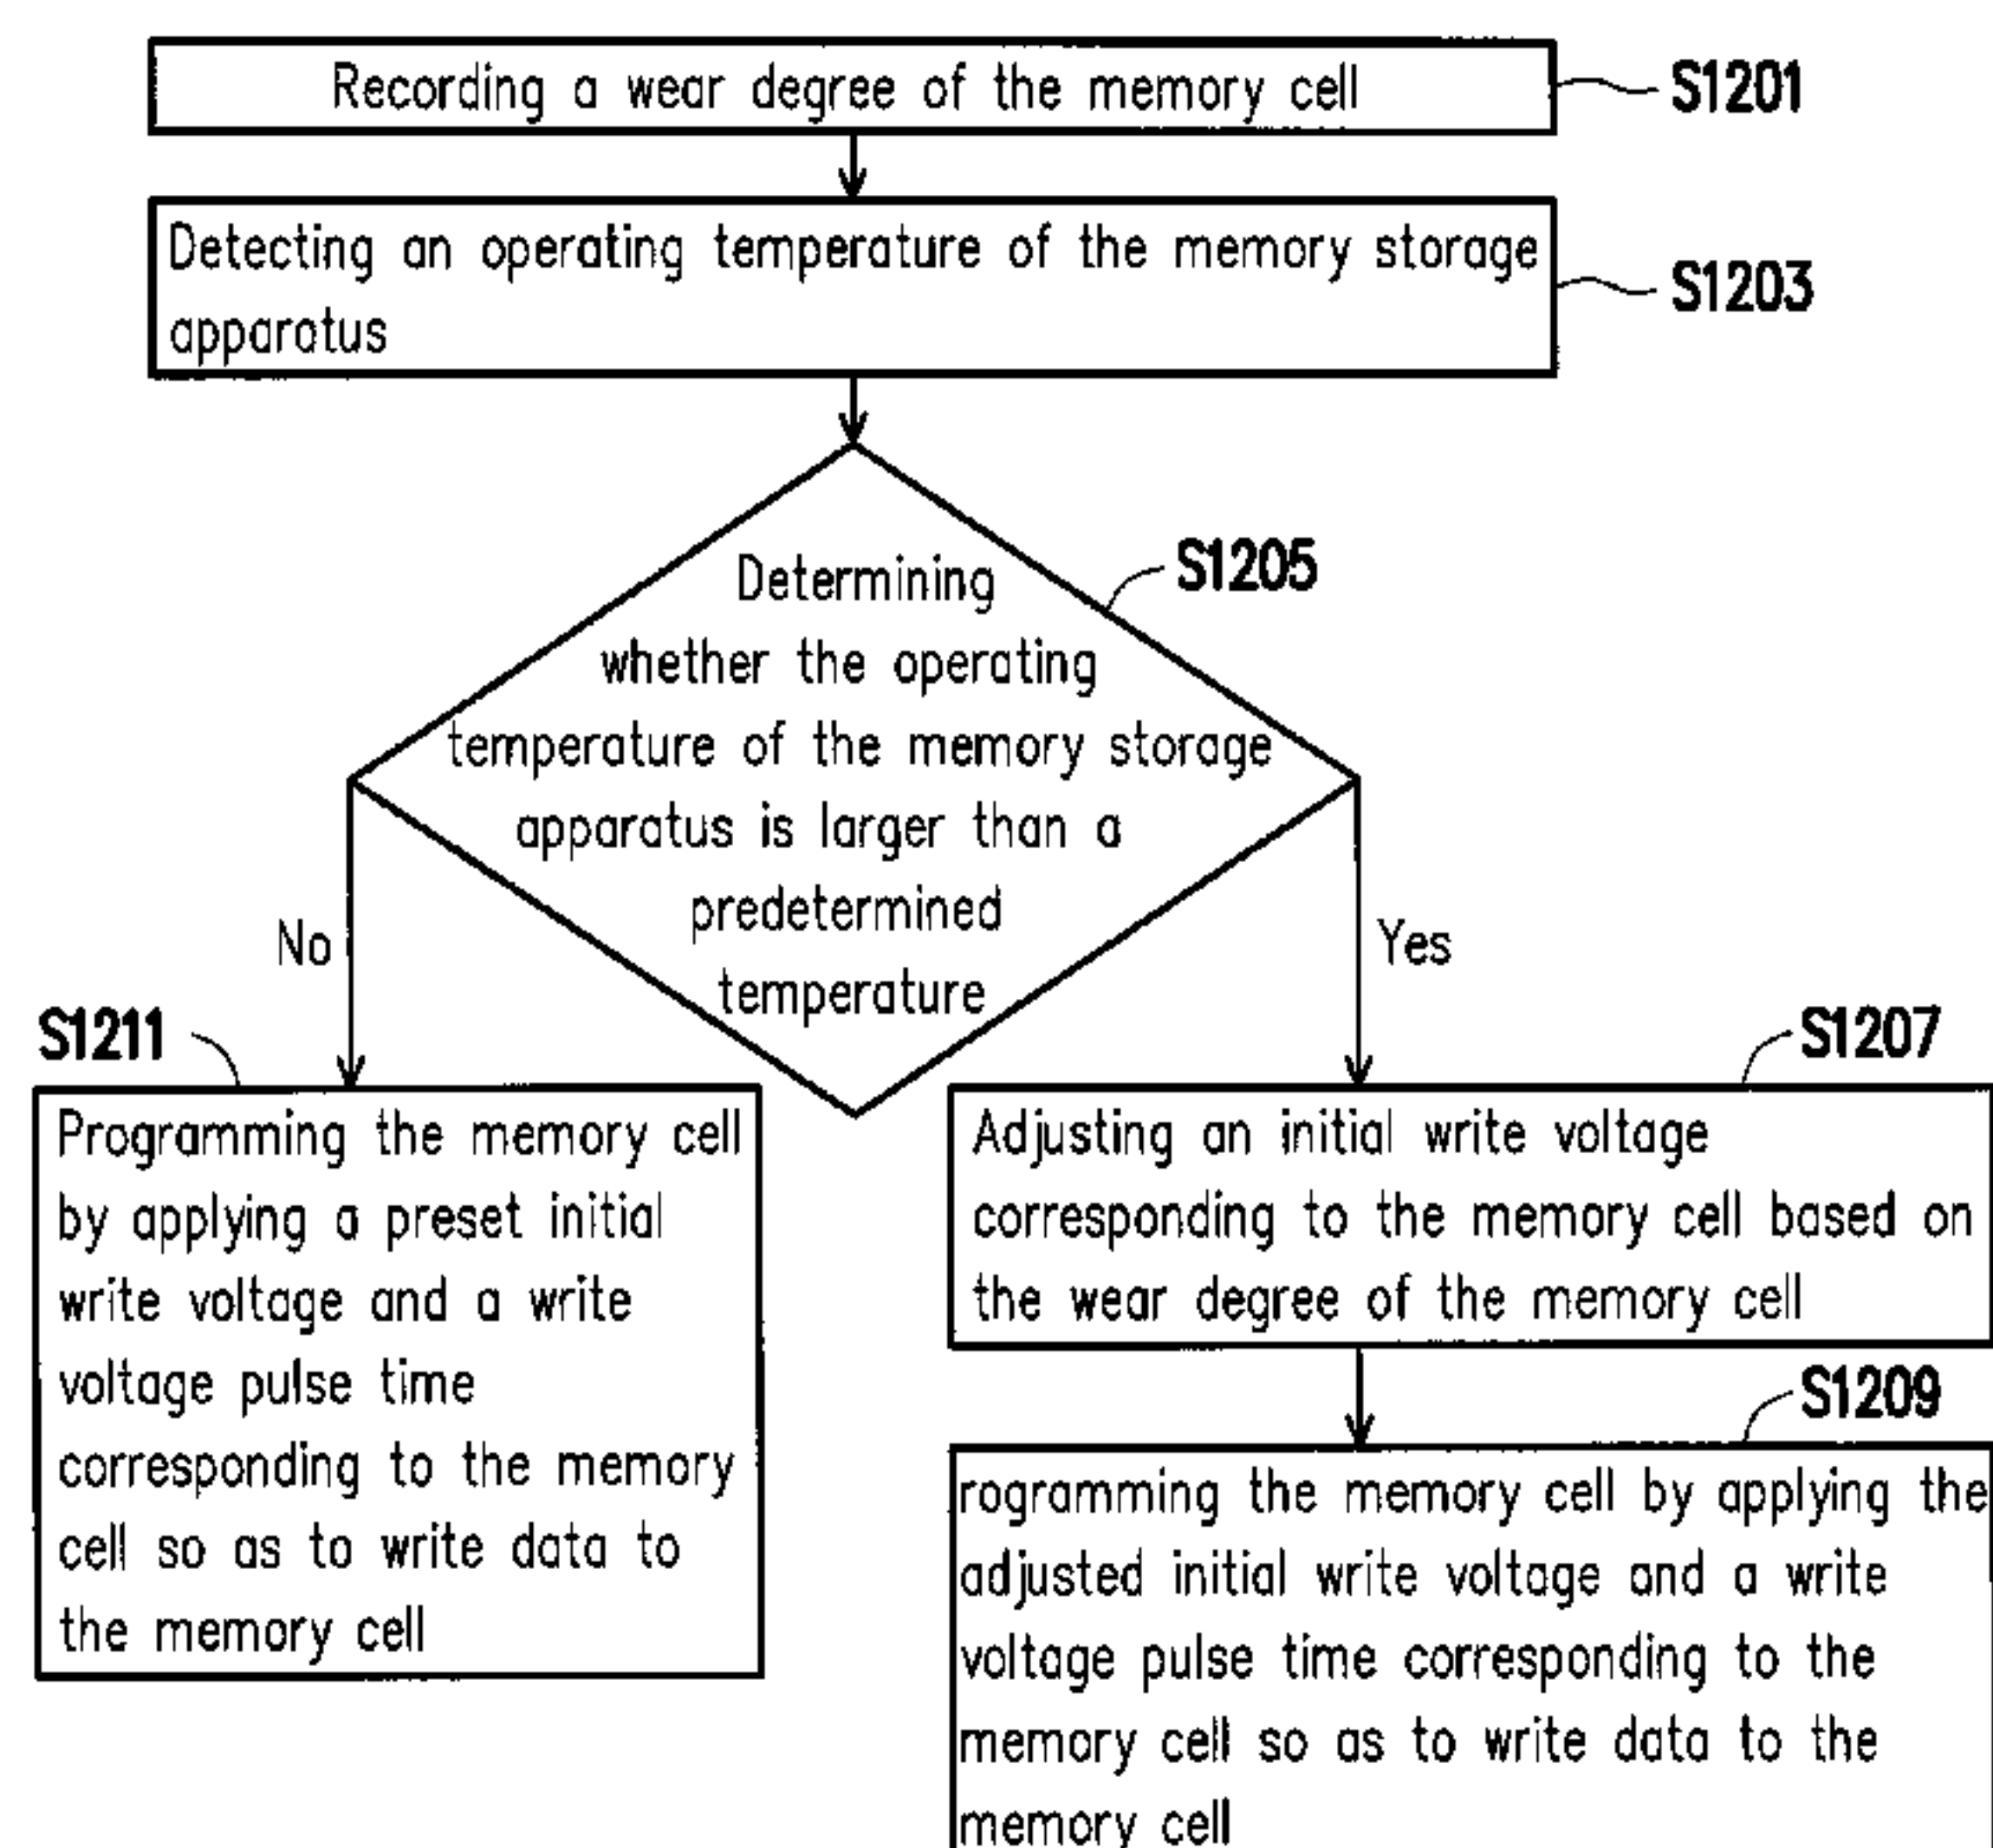 Recording a wear degree of the memory cell
S1201
Detecting an operating temperature of the memory storage
apparatus
S1203
Determining
whether the operating
temperature of the memory storage
apparatus is larger than a
predetermined
temperature
S1205
No
Yes
S1211
Programming the memory cell
by applying a preset initial
write voltage and a write
voltage pulse time
corresponding to the memory
cell so as to write data to
the memory cell
S1207
Adjusting an initial write voltage
corresponding to the memory cell based on
the wear degree of the memory cell
S1209
rogramming the memory cell by applying the
adjusted initial write voltage and a write
voltage pulse time corresponding to the
memory cell so as to write data to the
memory cell